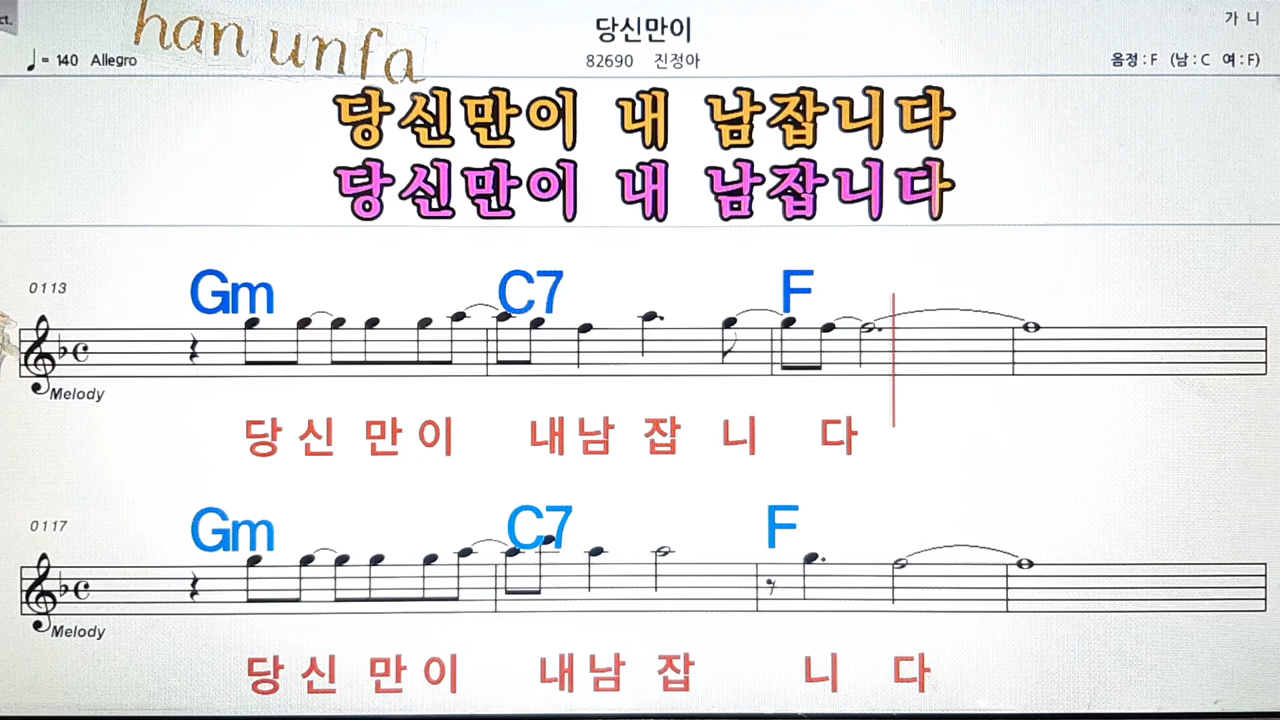 ct.
han unfa
당신만이
가 니
♩= 140 Allegro
82690 진정아
음정 : F (남 : C 여 : F)
당신만이 내 남잡니다
당신만이 내 남잡니다
0113
Gm C7 F
Melody
당 신 만 이 내 남 잡 니 다
0117
Gm C7 F
Melody
당 신 만 이 내 남 잡 니 다